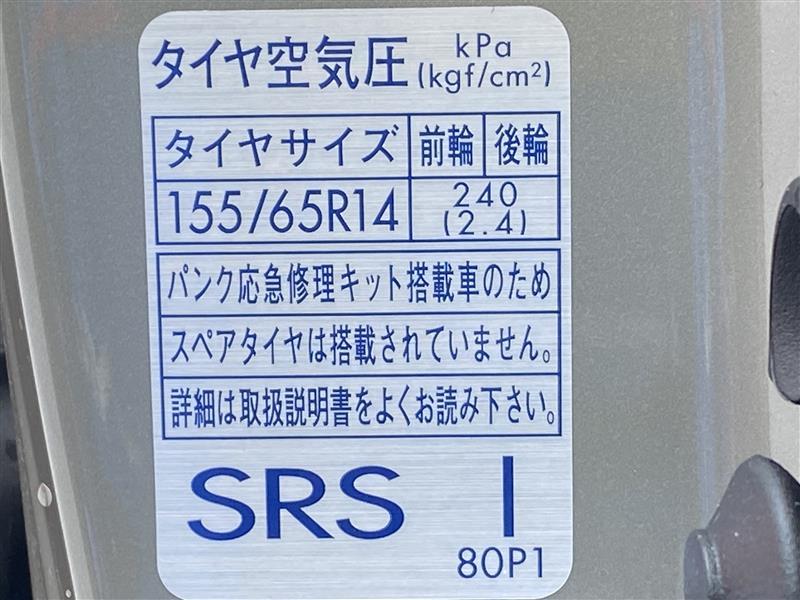 タイヤ空気圧 kPa
(kgf/cm²)
タイヤサイズ 前輪 後輪
155/65R14 240
(2.4)
パンク応急修理キット搭載車のため
スペアタイヤは搭載されていません。
詳細は取扱説明書をよくお読み下さい。
SRS I
80P1